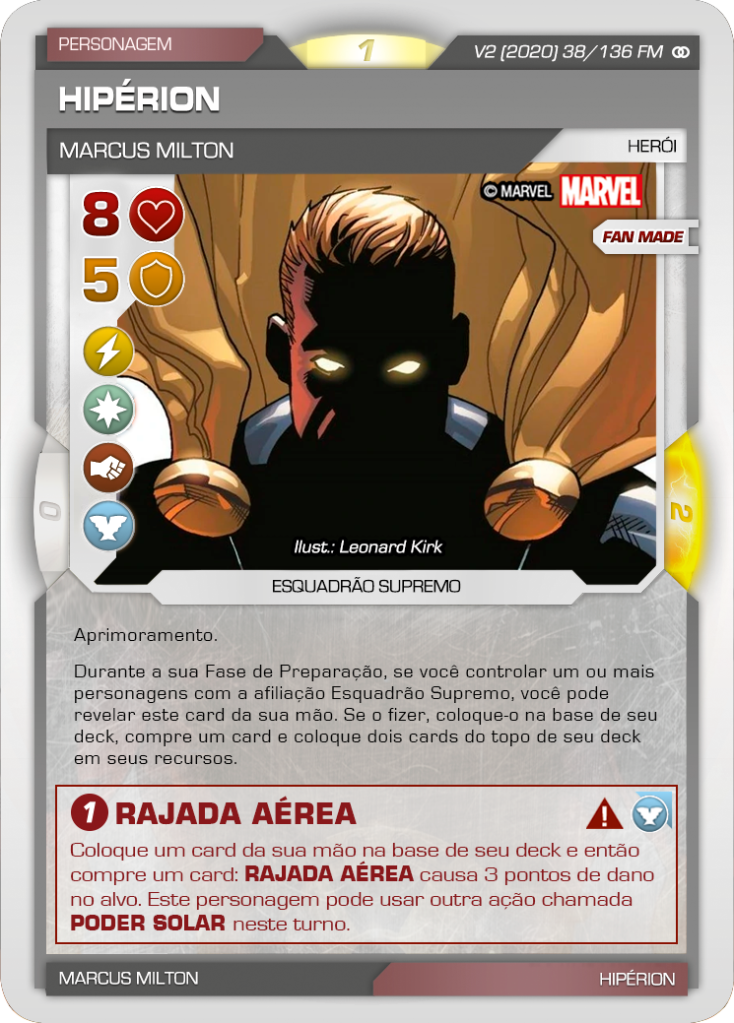 PERSONAGEM
1
V2 (2020) 38/136 FM
HIPÉRION
MARCUS MILTON
HERÓI
© MARVEL MARVEL
8
FAN MADE
5
0
2
Ilust.: Leonard Kirk
ESQUADRÃO SUPREMO
Aprimoramento.
Durante a sua Fase de Preparação, se você controlar um ou mais
personagens com a afiliação Esquadrão Supremo, você pode
revelar este card da sua mão. Se o fizer, coloque-o na base de seu
deck, compre um card e coloque dois cards do topo de seu deck
em seus recursos.
1 RAJADA AÉREA
Coloque um card da sua mão na base de seu deck e então
compre um card: RAJADA AÉREA causa 3 pontos de dano
no alvo. Este personagem pode usar outra ação chamada
PODER SOLAR neste turno.
MARCUS MILTON
HIPÉRION